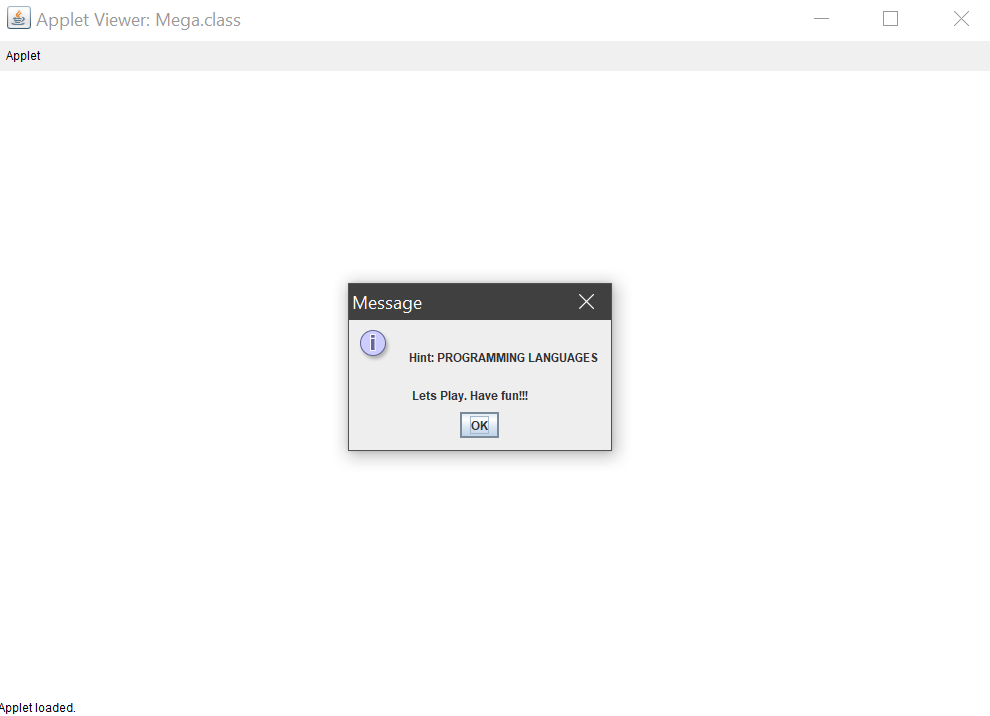 Applet Viewer: Mega.class
Applet
Message
Hint: PROGRAMMING LANGUAGES
Lets Play. Have fun!!!
OK
Applet loaded.